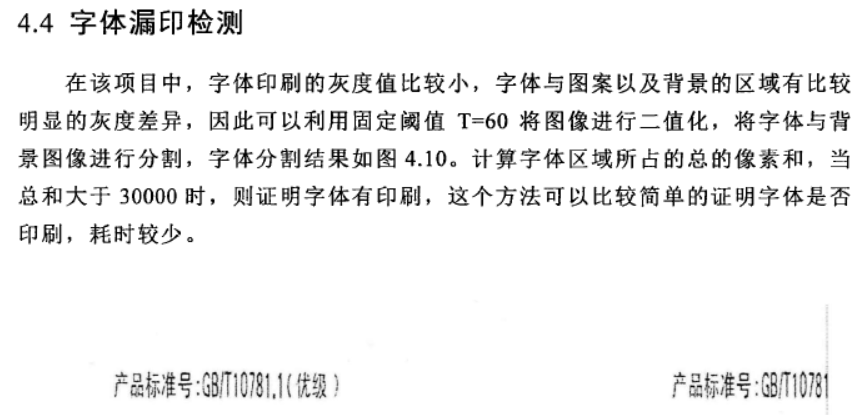 4.4 字体漏印检测
在该项目中，字体印刷的灰度值比较小，字体与图案以及背景的区域有比较
明显的灰度差异，因此可以利用固定阈值 T=60 将图像进行二值化，将字体与背
景图像进行分割，字体分割结果如图 4.10。计算字体区域所占的总的像素和，当
总和大于 30000 时，则证明字体有印刷，这个方法可以比较简单的证明字体是否
印刷，耗时较少。
产品标准号:GB/T10781.1(优级) 产品标准号:GB/T10781